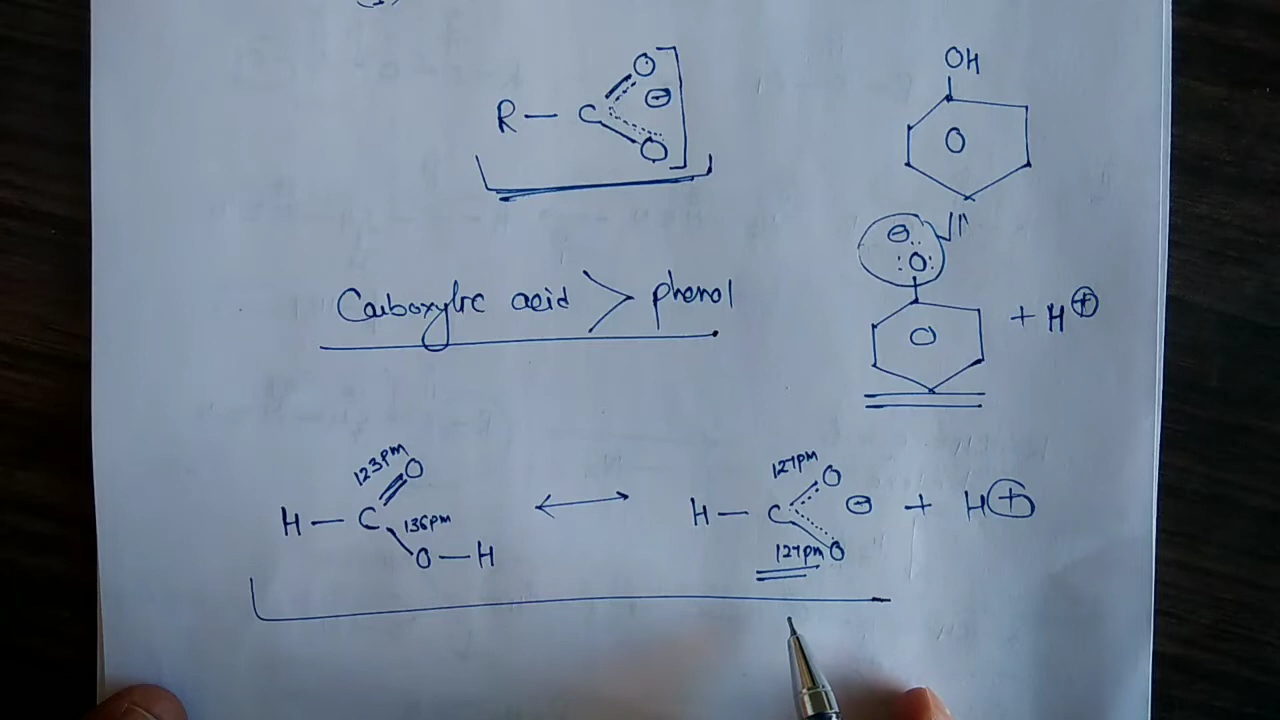 R — C O O ⊖
OH
⊖
:O:
Carboxylic acid > phenol
+ H⊕
123pm
H — C O
136pm
O — H
127pm
H — C O ⊖ + H⊕
127pm O